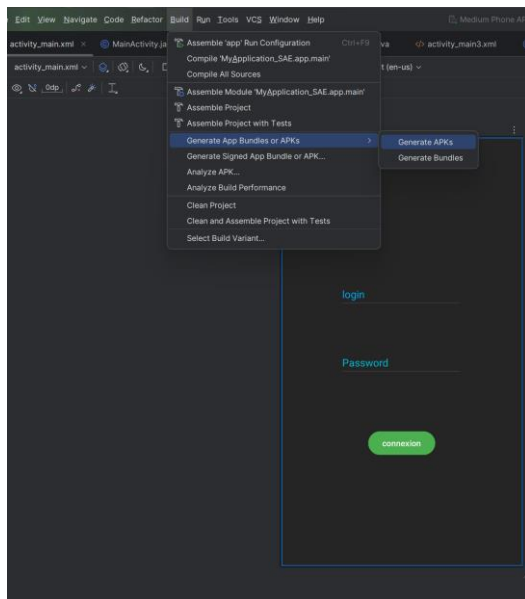 Edit View Navigate Code Refactor Build Run Tools VCS Window Help Medium Phone
activity_main.xml MainActivity.ja
activity_main3.xml
activity_main.xml
t (en-us)
0dp
Assemble 'app' Run Configuration Ctrl+F9
Compile 'MyApplication_SAE.app.main'
Compile All Sources
Assemble Module 'MyApplication_SAE.app.main'
Assemble Project
Assemble Project with Tests
Generate App Bundles or APKs
Generate APKs
Generate Signed App Bundle or APK...
Generate Bundles
Analyze APK...
Analyze Build Performance
Clean Project
Clean and Assemble Project with Tests
Select Build Variant...
login
Password
connexion